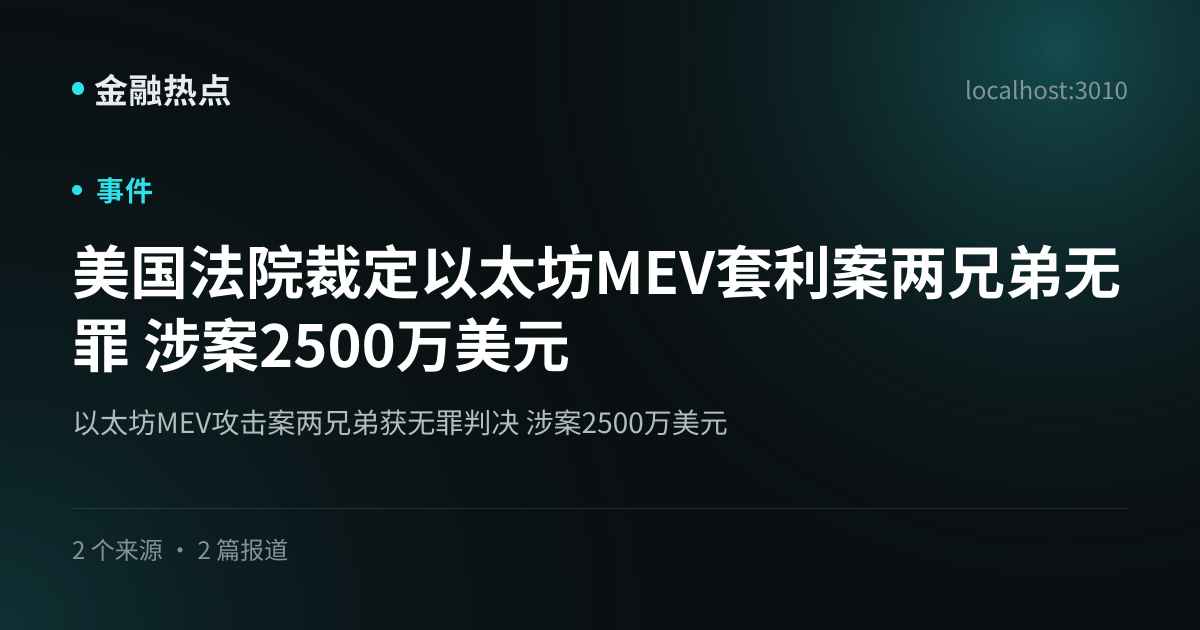 金融热点
localhost:3010
事件
美国法院裁定以太坊MEV套利案两兄弟无
罪 涉案2500万美元
以太坊MEV攻击案两兄弟获无罪判决 涉案2500万美元
2 个来源 · 2 篇报道